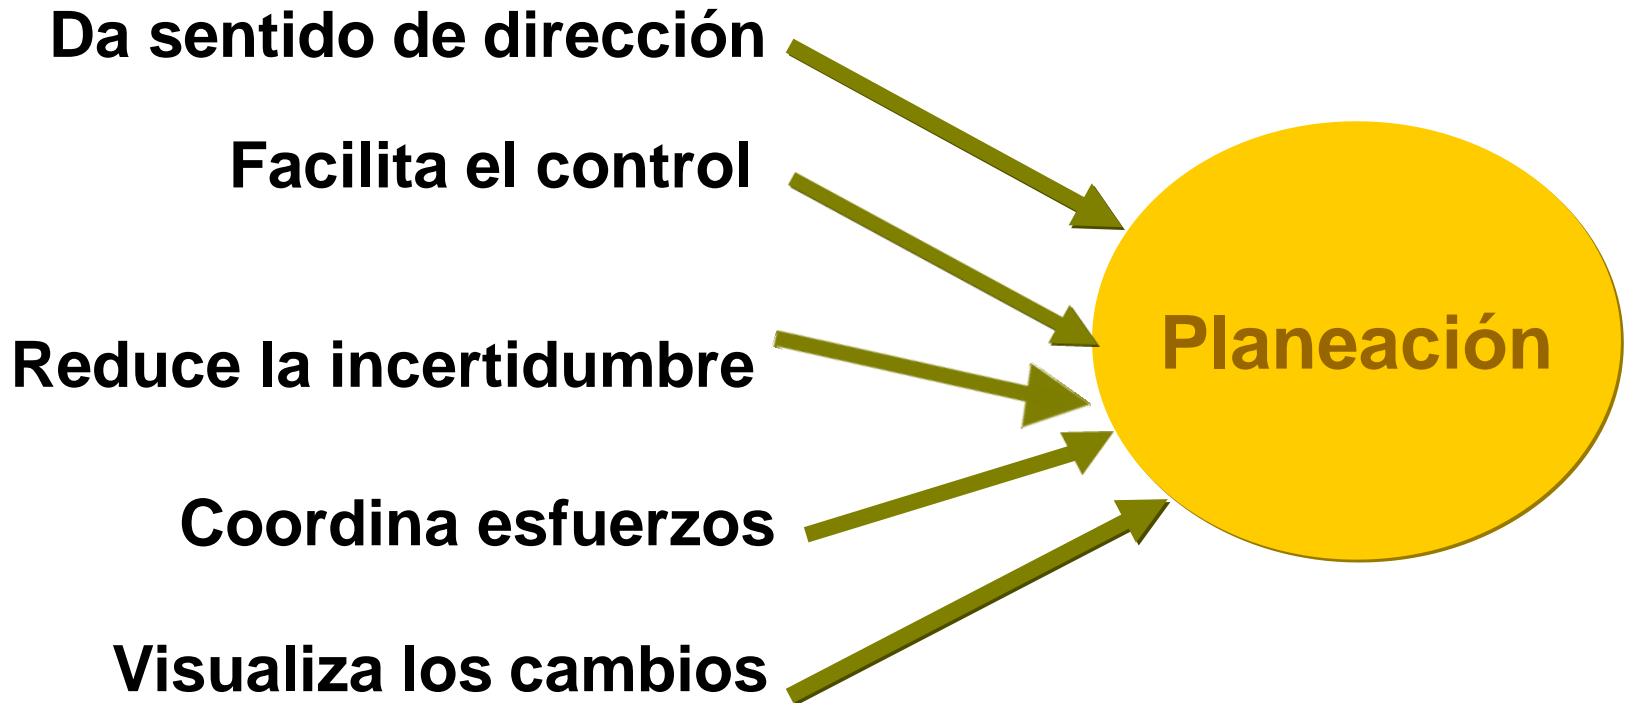 Da sentido de dirección
Facilita el control
Reduce la incertidumbre
Planeación
Coordina esfuerzos
Visualiza los cambios